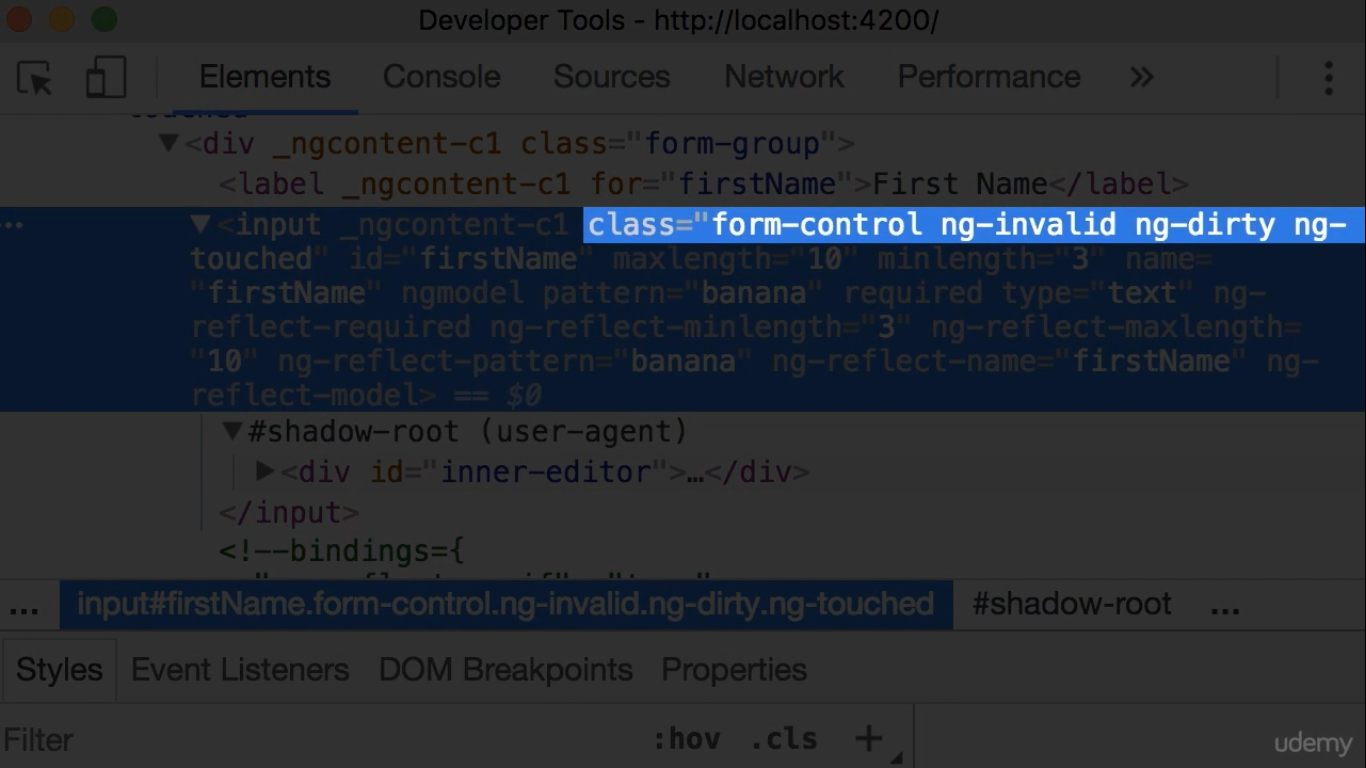 Developer Tools - http://localhost:4200/
Elements Console Sources Network Performance »
touched
▼<div _ngcontent-c1 class="form-group">
<label _ngcontent-c1 for="firstName">First Name</label>
… ▼<input _ngcontent-c1 class="form-control ng-invalid ng-dirty ng-
touched" id="firstName" maxlength="10" minlength="3" name=
"firstName" ngmodel pattern="banana" required type="text" ng-
reflect-required ng-reflect-minlength="3" ng-reflect-maxlength=
"10" ng-reflect-pattern="banana" ng-reflect-name="firstName" ng-
reflect-model> == $0
▼#shadow-root (user-agent)
▶<div id="inner-editor">…</div>
</input>
<!--bindings={
… input#firstName.form-control.ng-invalid.ng-dirty.ng-touched #shadow-root …
Styles Event Listeners DOM Breakpoints Properties
Filter :hov .cls +
udemy